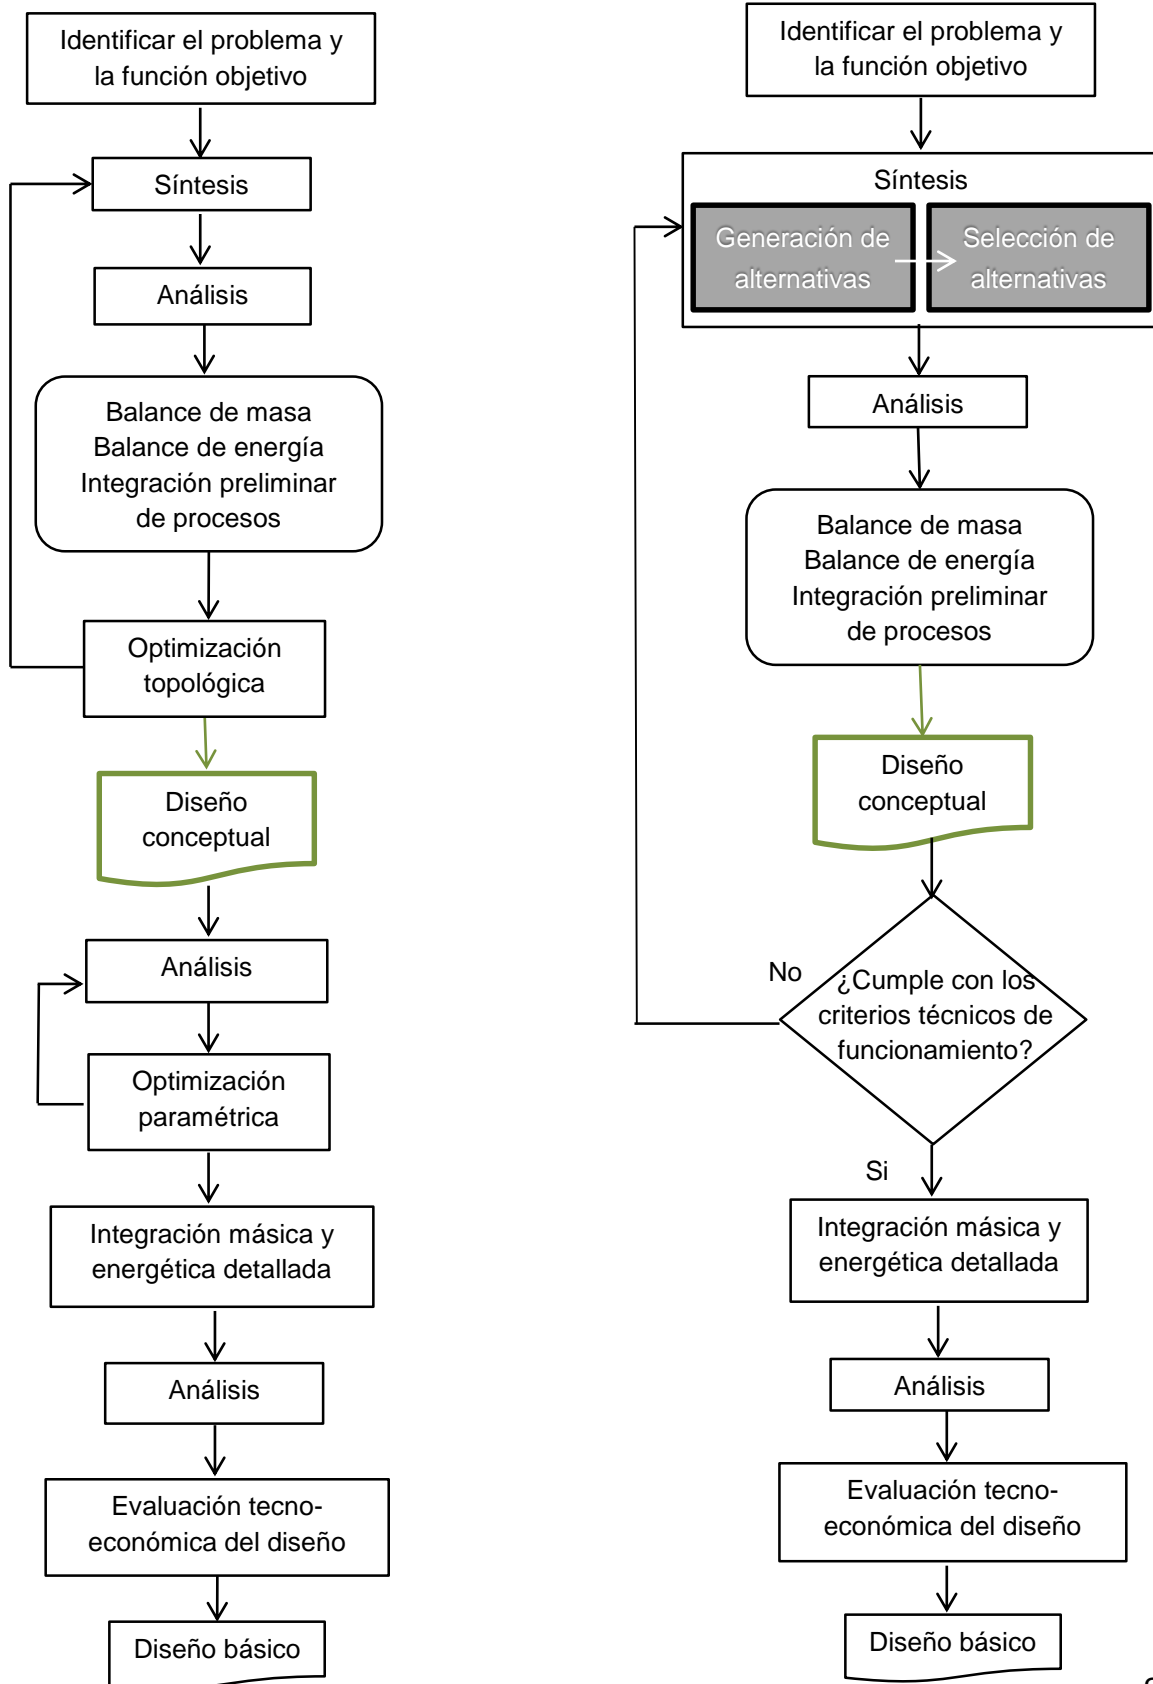 Identificar el problema y
la función objetivo
Síntesis
Análisis
Balance de masa
Balance de energía
Integración preliminar
de procesos
Optimización
topológica
Diseño
conceptual
Análisis
Optimización
paramétrica
Integración másica y
energética detallada
Análisis
Evaluación tecno-
económica del diseño
Diseño básico
Identificar el problema y
la función objetivo
Síntesis
Generación de
alternativas
Selección de
alternativas
Análisis
Balance de masa
Balance de energía
Integración preliminar
de procesos
Diseño
conceptual
No
¿Cumple con los
criterios técnicos de
funcionamiento?
Si
Integración másica y
energética detallada
Análisis
Evaluación tecno-
económica del diseño
Diseño básico